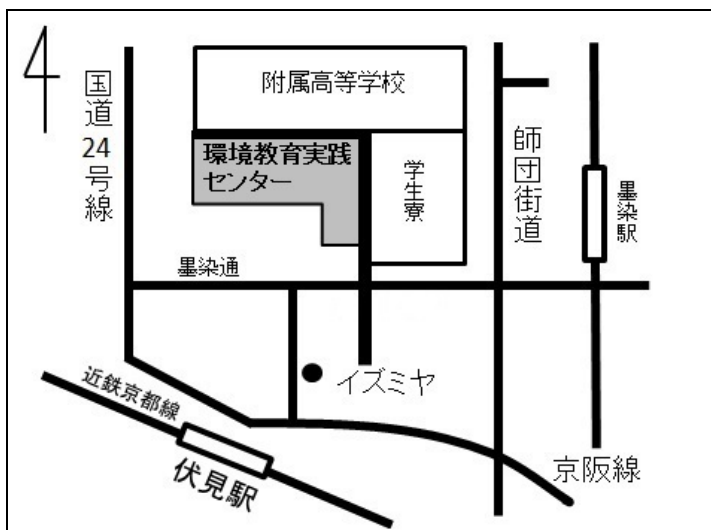 国道24号線
附属高等学校
環境教育実践
センター
学生寮
師団街道
墨染駅
墨染通
イズミヤ
近鉄京都線
伏見駅
京阪線